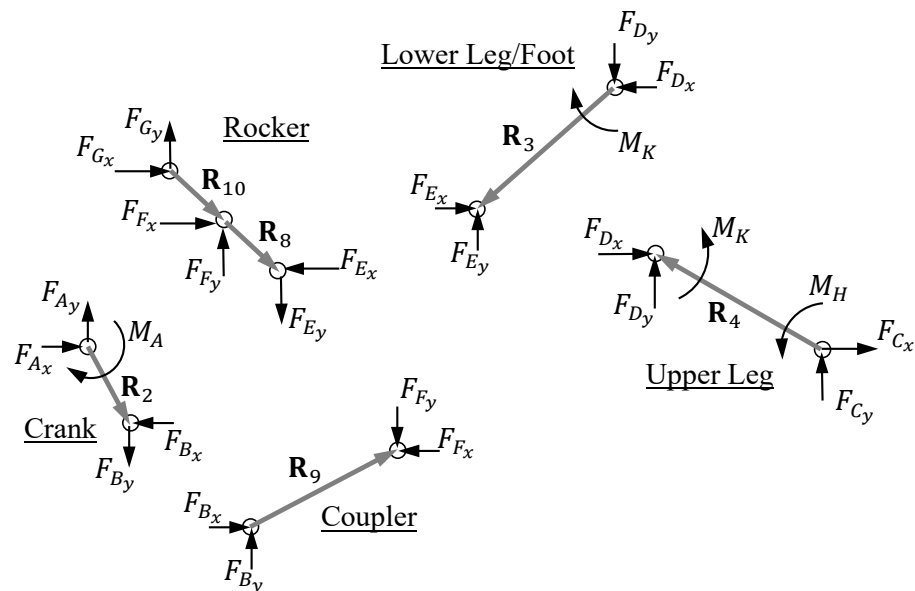 Lower Leg/Foot
F_{D_y}
F_{D_x}
R_3
M_K
F_{E_x}
F_{E_y}
Rocker
F_{G_y}
F_{G_x}
R_{10}
F_{F_x}
R_8
F_{F_y}
F_{E_x}
F_{E_y}
F_{D_x}
M_K
F_{D_y}
M_H
R_4
F_{C_x}
Upper Leg
F_{C_y}
F_{A_y}
M_A
F_{A_x}
R_2
Crank
F_{B_x}
F_{B_y}
F_{F_y}
F_{F_x}
R_9
F_{B_x}
Coupler
F_{B_y}